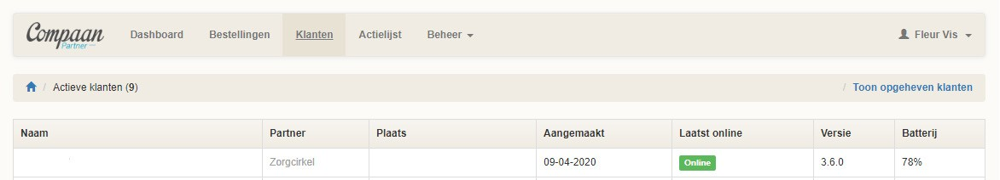 Compaan Partner Dashboard Bestellingen Klanten Actielijst Beheer Fleur Vis
/ Actieve klanten (9) / Toon opgeheven klanten
Naam Partner Plaats Aangemaakt Laatst online Versie Batterij
Zorgcirkel 09-04-2020 Online 3.6.0 78%